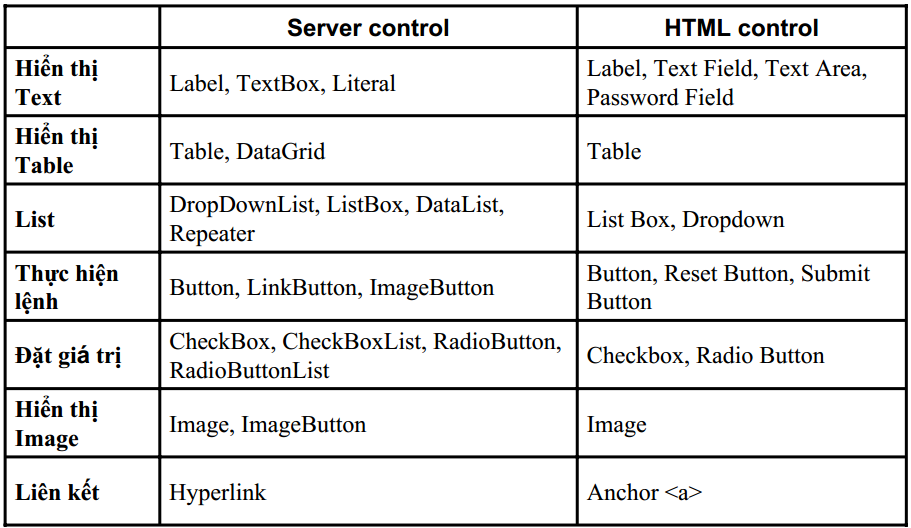 Server control HTML control
Hiển thị
Text
Label, TextBox, Literal
Label, Text Field, Text Area,
Password Field
Hiển thị
Table
Table, DataGrid
Table
List
DropDownList, ListBox, DataList,
Repeater
List Box, Dropdown
Thực hiện
lệnh
Button, LinkButton, ImageButton
Button, Reset Button, Submit
Button
Đặt giá trị
CheckBox, CheckBoxList, RadioButton,
RadioButtonList
Checkbox, Radio Button
Hiển thị
Image
Image, ImageButton
Image
Liên kết
Hyperlink
Anchor <a>